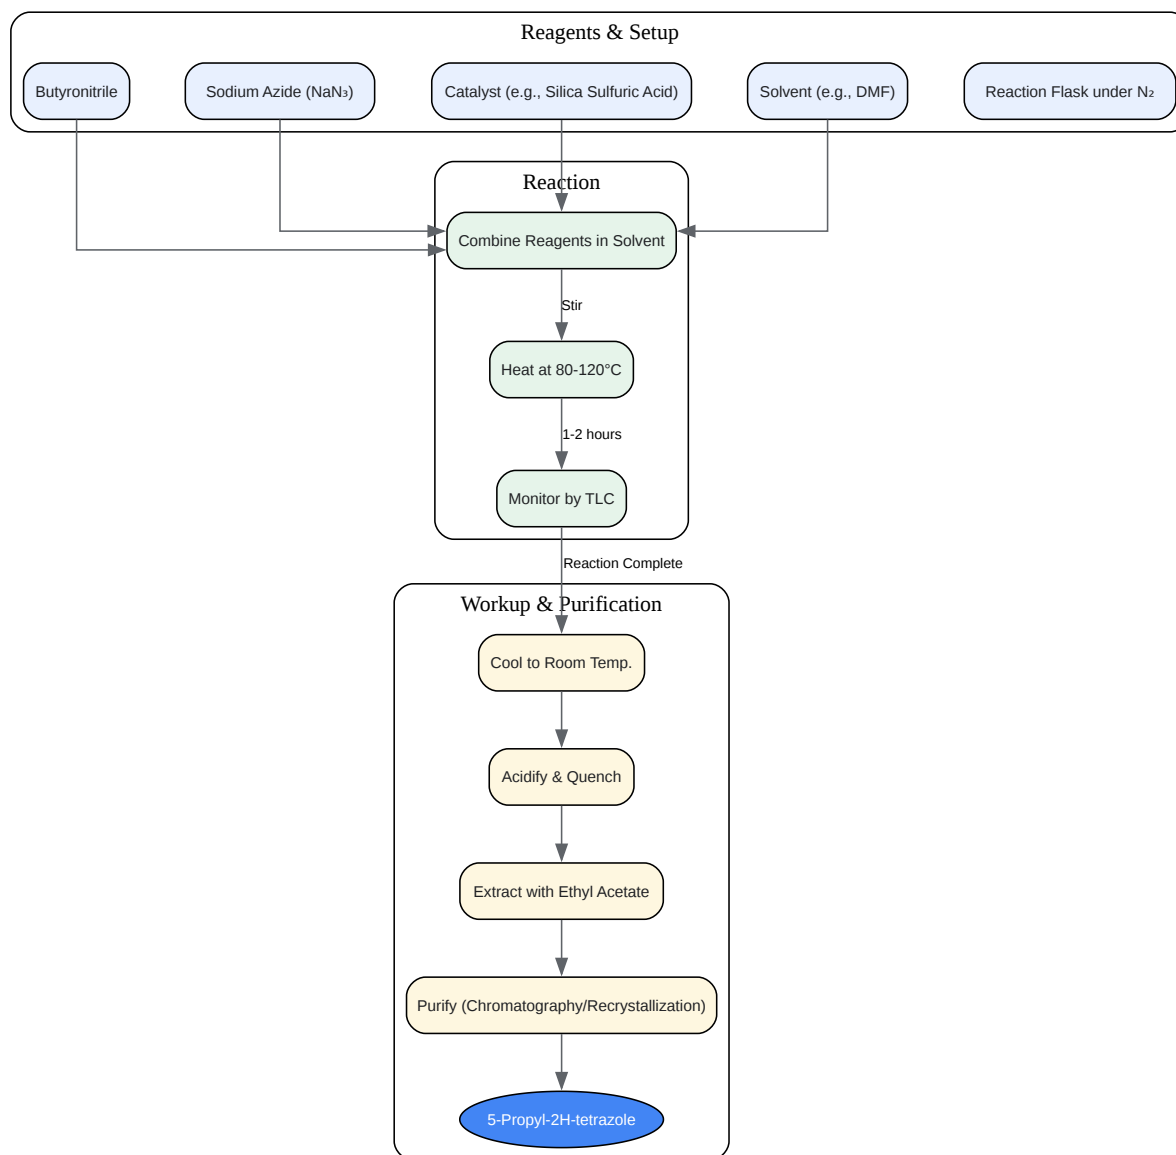 Reagents & Setup
Butyronitrile
Sodium Azide (NaN₃)
Catalyst (e.g., Silica Sulfuric Acid)
Solvent (e.g., DMF)
Reaction Flask under N₂
Reaction
Combine Reagents in Solvent
Stir
Heat at 80-120°C
1-2 hours
Monitor by TLC
Reaction Complete
Workup & Purification
Cool to Room Temp.
Acidify & Quench
Extract with Ethyl Acetate
Purify (Chromatography/Recrystallization)
5-Propyl-2H-tetrazole